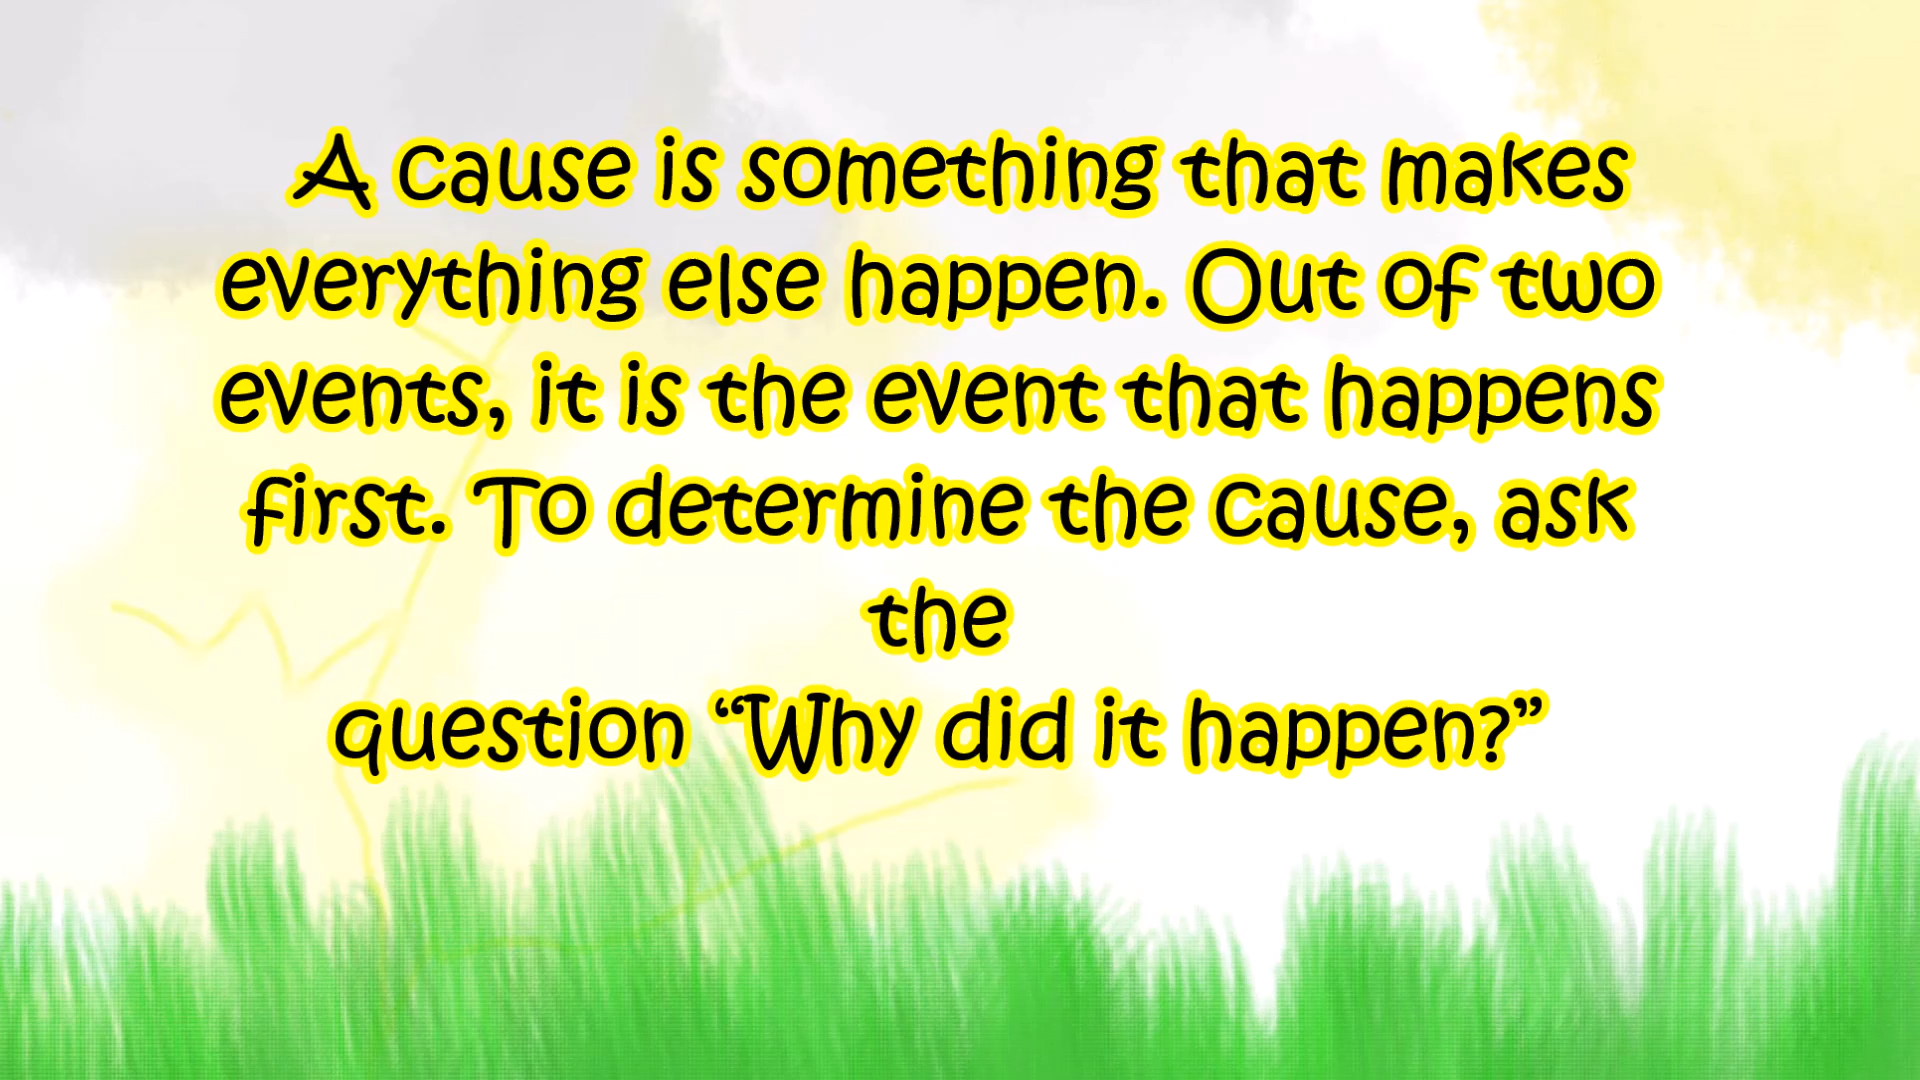 A cause is something that makes
everything else happen. Out of two
events, it is the event that happens
first. To determine the cause, ask
the
question “Why did it happen?”